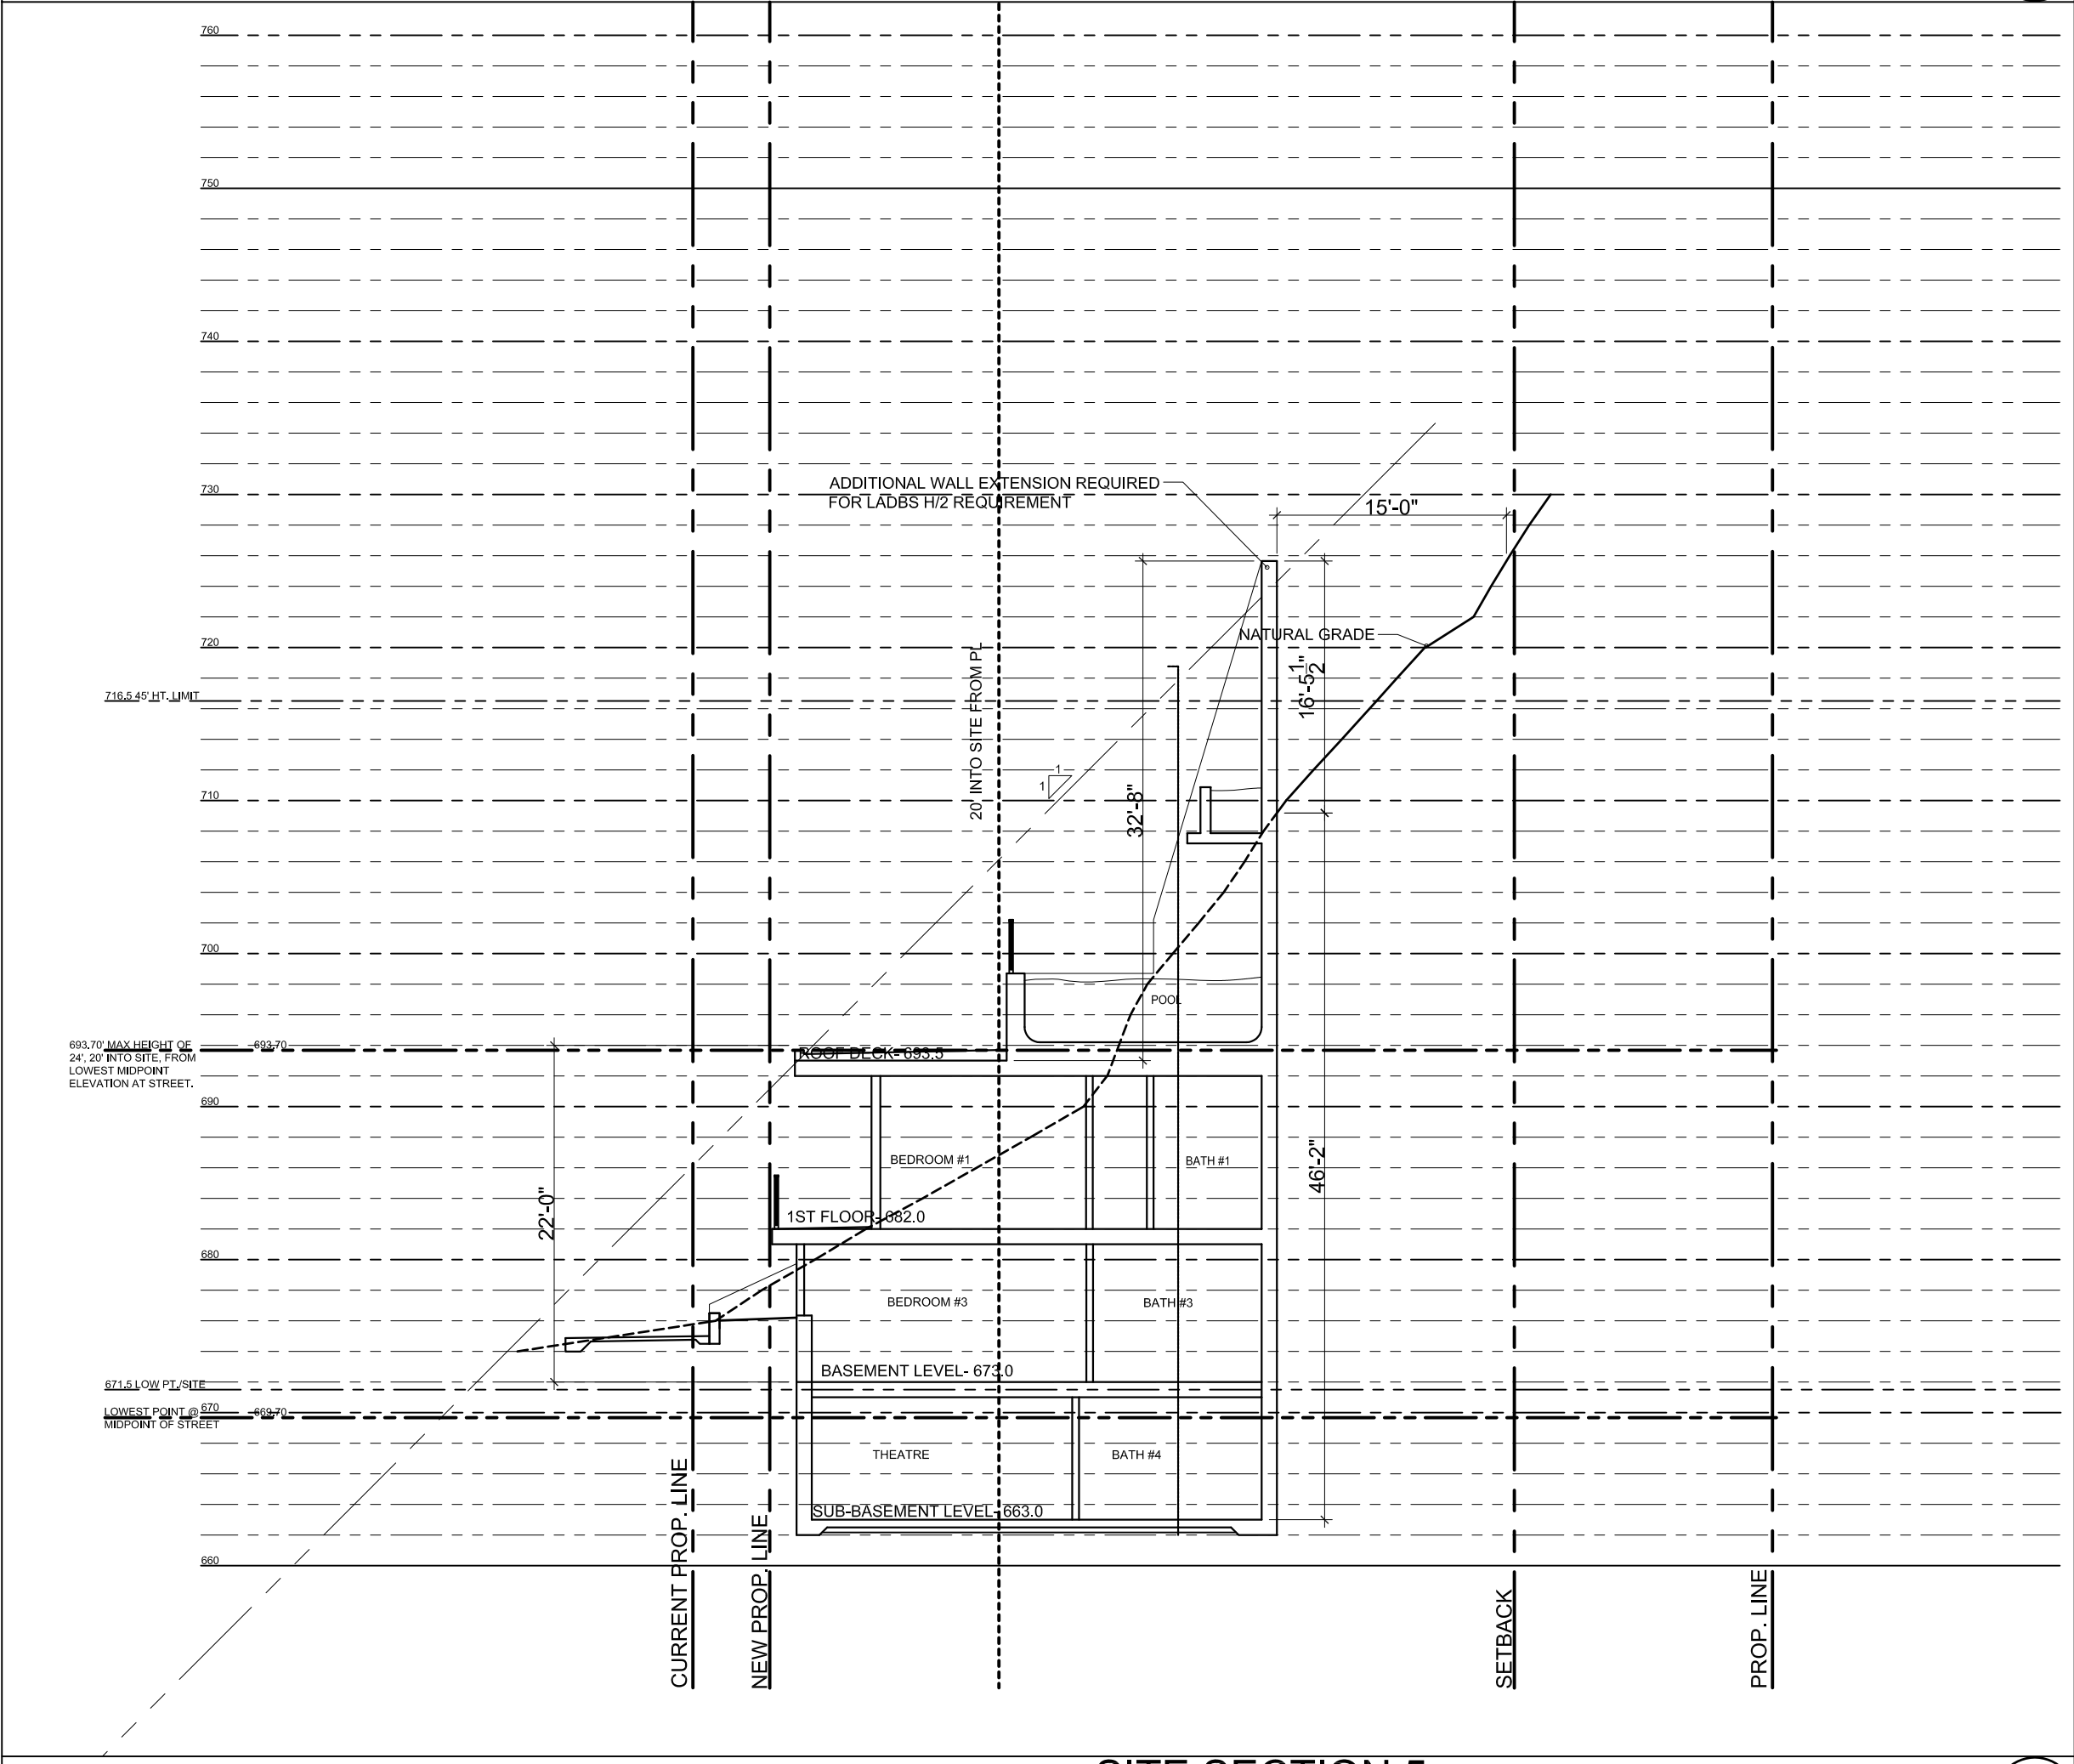 760
750
740
730
ADDITIONAL WALL EXTENSION REQUIRED
FOR LADBS H/2 REQUIREMENT
15'-0"
720
NATURAL GRADE
716.5 45' HT. LIMIT
20' INTO SITE FROM PL
16'-5 1/2"
1
1
710
32'-8"
700
POOL
693.70' MAX HEIGHT OF
24', 20' INTO SITE, FROM
LOWEST MIDPOINT
ELEVATION AT STREET.
693.70
ROOF DECK- 693.5
690
BEDROOM #1
BATH #1
46'-2"
22'-0"
1ST FLOOR- 682.0
680
BEDROOM #3
BATH #3
BASEMENT LEVEL- 673.0
671.5 LOW PT./SITE
LOWEST POINT @
MIDPOINT OF STREET
670
669.70
THEATRE
BATH #4
SUB-BASEMENT LEVEL- 663.0
660
CURRENT PROP. LINE
NEW PROP. LINE
SETBACK
PROP. LINE